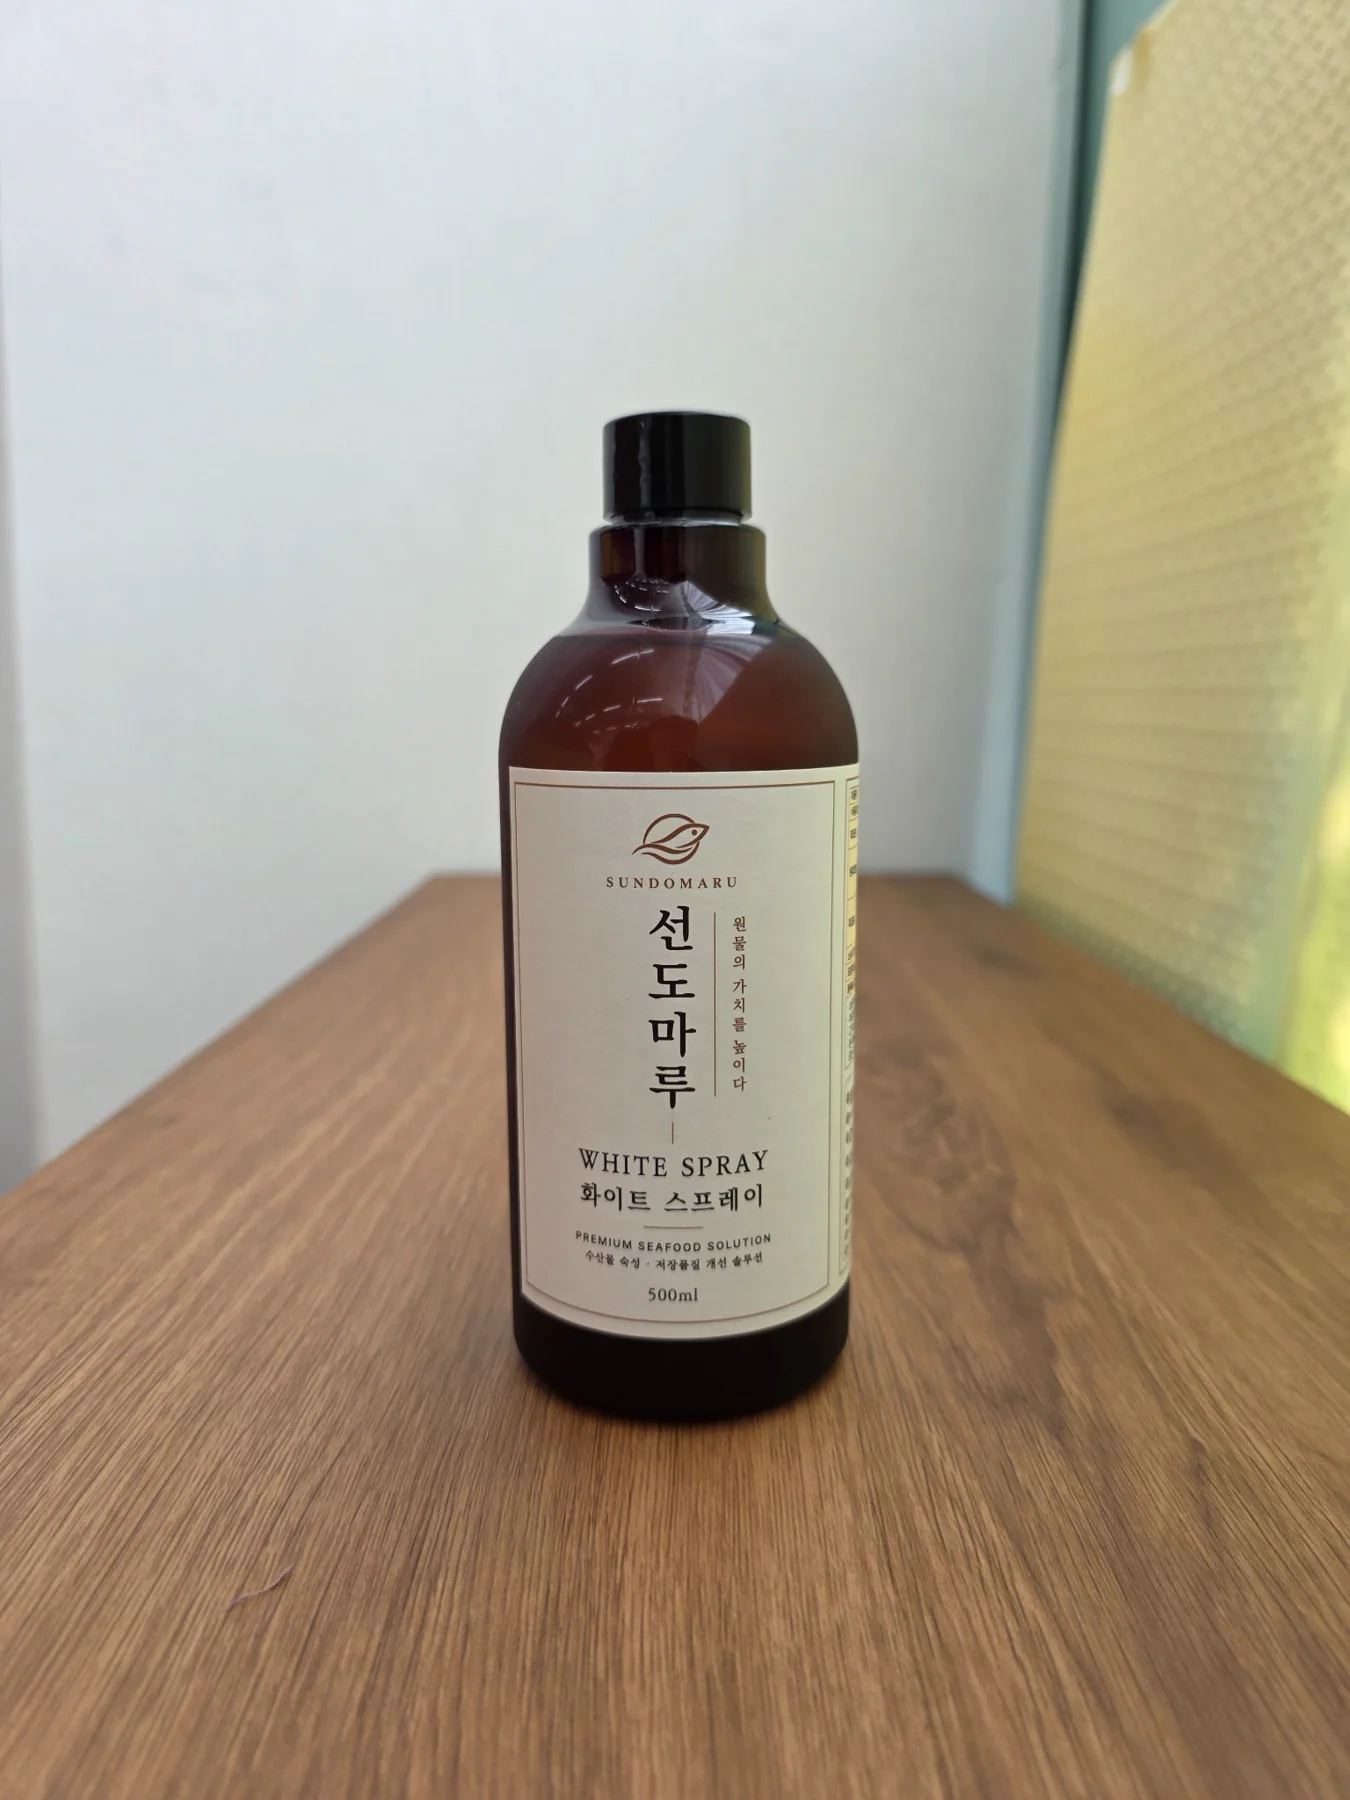 SUNDOMARU
선도마루
원물의 가치를 높이다
WHITE SPRAY
화이트 스프레이
PREMIUM SEAFOOD SOLUTION
수산물 숙성 · 저장품질 개선 솔루션
500ml